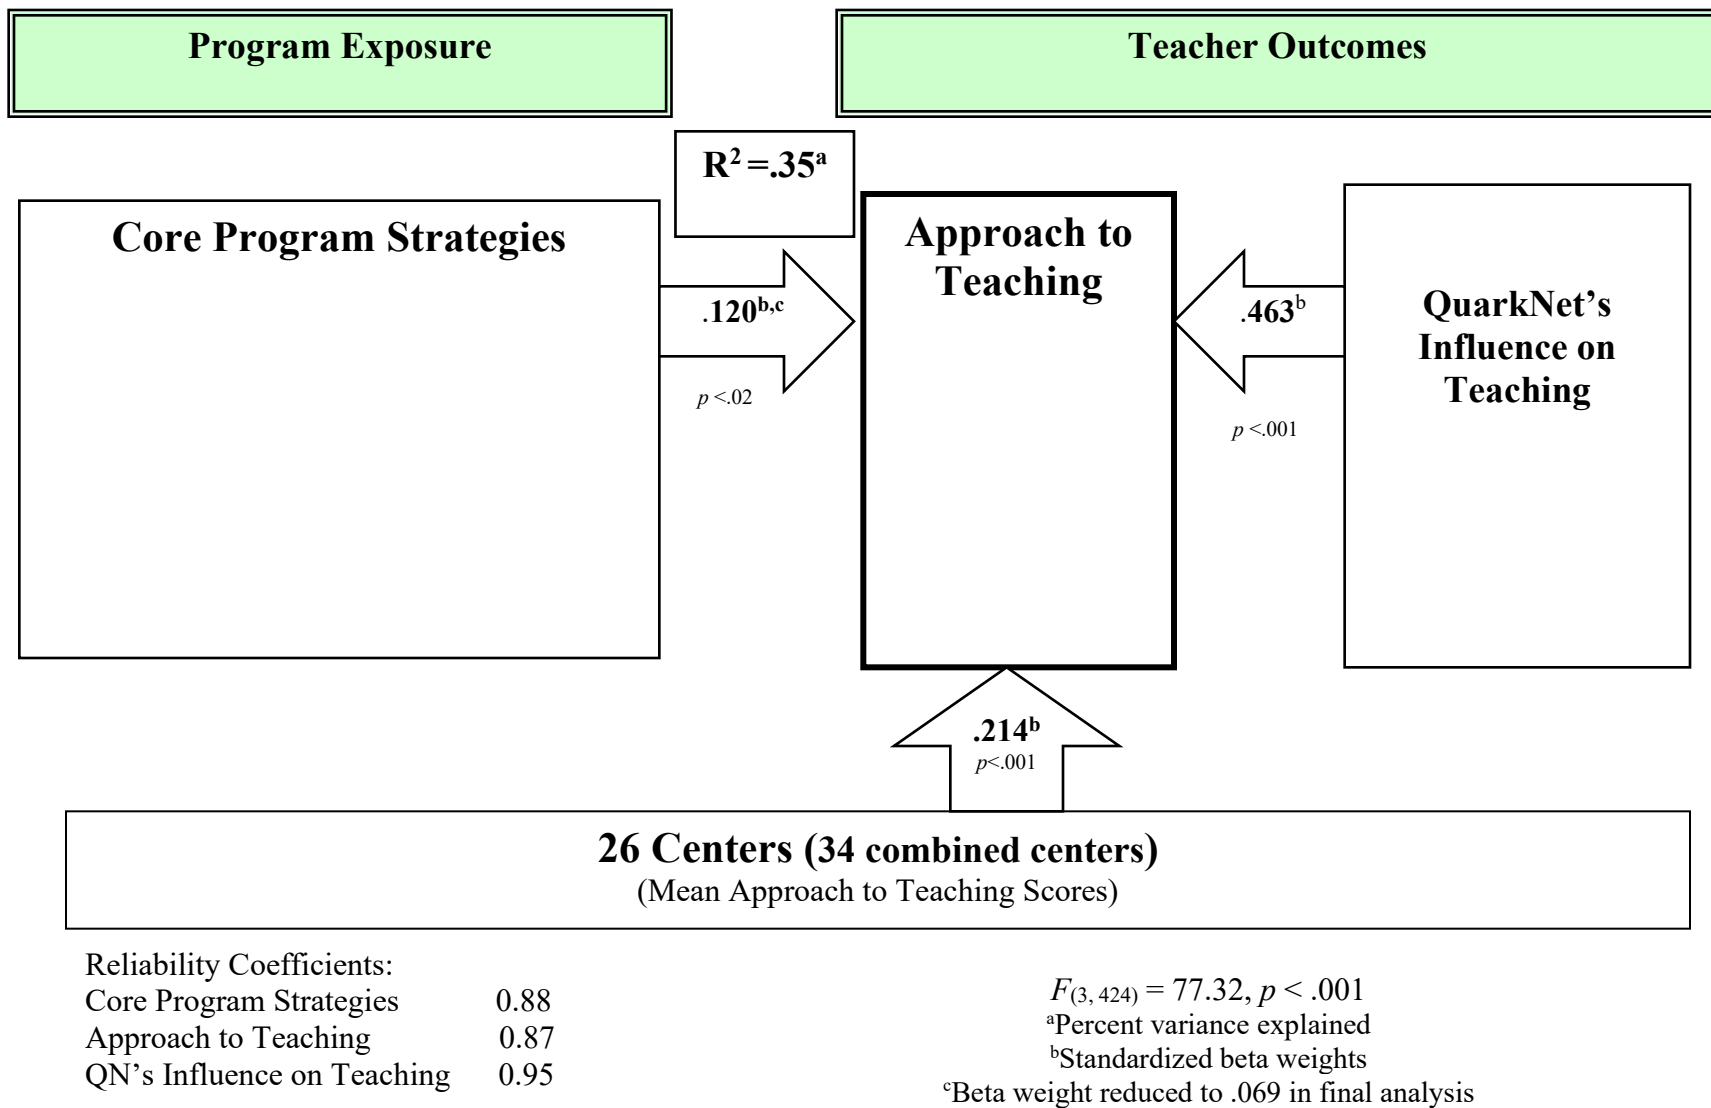 Program Exposure
Teacher Outcomes
R² =.35ᵃ
Core Program Strategies
.120ᵇ,ᶜ
p <.02
Approach to
Teaching
.463ᵇ
p <.001
QuarkNet’s
Influence on
Teaching
.214ᵇ
p<.001
26 Centers (34 combined centers)
(Mean Approach to Teaching Scores)
Reliability Coefficients:
Core Program Strategies 0.88
Approach to Teaching 0.87
QN’s Influence on Teaching 0.95
F(3, 424) = 77.32, p < .001
ᵃPercent variance explained
ᵇStandardized beta weights
ᶜBeta weight reduced to .069 in final analysis